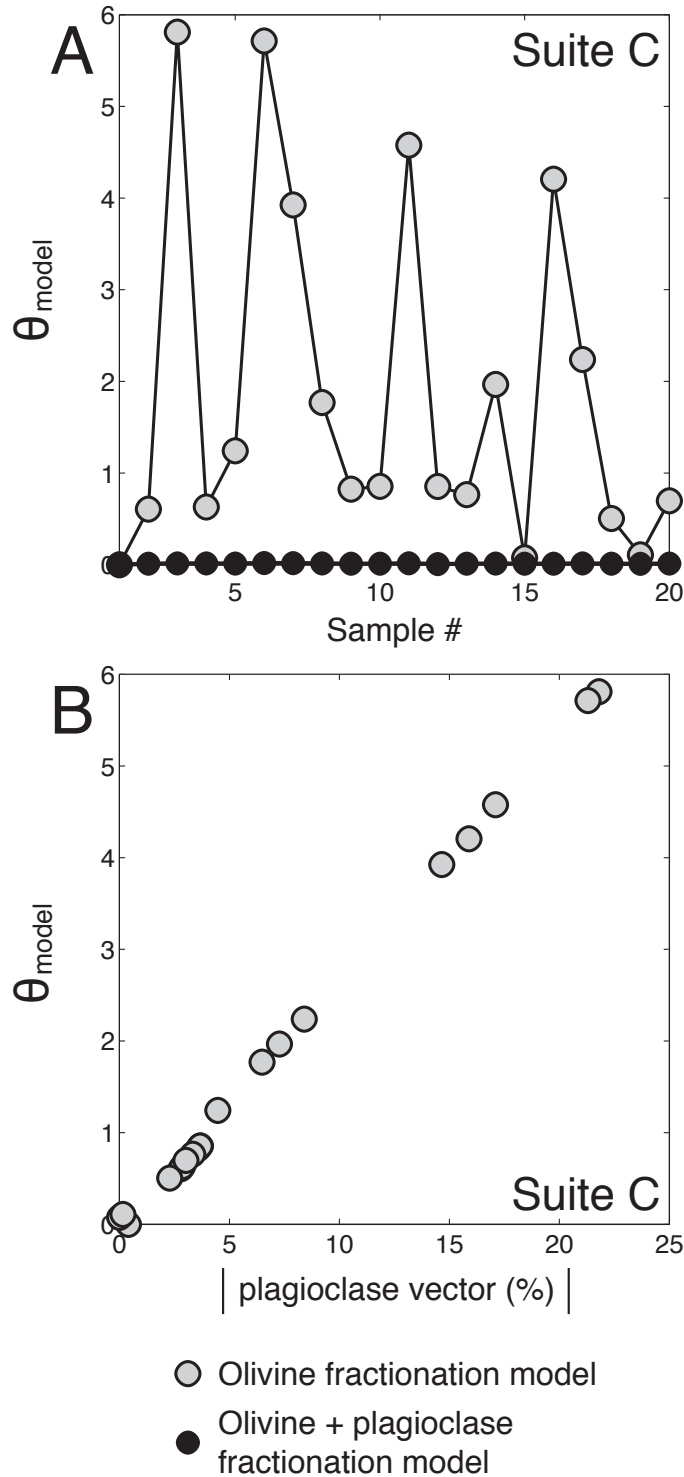 A
Suite C
6
5
4
3
2
1
0
θmodel
5
10
15
20
Sample #
B
6
5
4
3
2
1
0
θmodel
Suite C
0
5
10
15
20
25
| plagioclase vector (%) |
Olivine fractionation model
Olivine + plagioclase
fractionation model